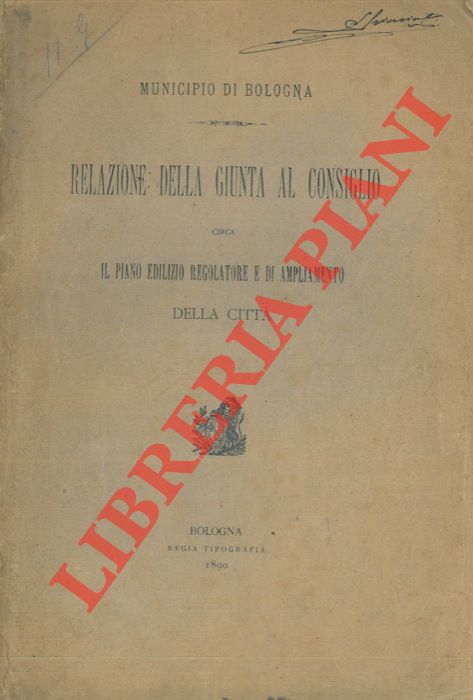 11 G
MUNICIPIO DI BOLOGNA
RELAZIONE DELLA GIUNTA AL CONSIGLIO
CIRCA
IL PIANO EDILIZIO REGOLATORE E DI AMPLIAMENTO
DELLA CITTÀ
LIBRERIA PIANI
BOLOGNA
REGIA TIPOGRAFIA
1890